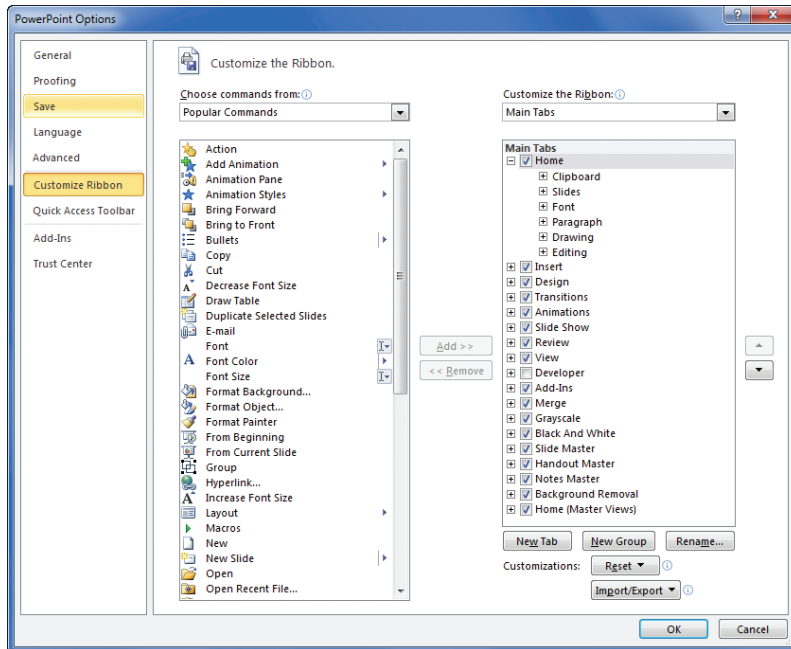 PowerPoint Options
General
Proofing
Save
Language
Advanced
Customize Ribbon
Quick Access Toolbar
Add-Ins
Trust Center
Customize the Ribbon.
Choose commands from:
Popular Commands
Action
Add Animation
Animation Pane
Animation Styles
Bring Forward
Bring to Front
Bullets
Copy
Cut
Decrease Font Size
Draw Table
Duplicate Selected Slides
E-mail
Font
Font Color
Font Size
Format Background...
Format Object...
Format Painter
From Beginning
From Current Slide
Group
Hyperlink...
Increase Font Size
Layout
Macros
New
New Slide
Open
Open Recent File...
Add >>
<< Remove
Customize the Ribbon:
Main Tabs
Main Tabs
Home
Clipboard
Slides
Font
Paragraph
Drawing
Editing
Insert
Design
Transitions
Animations
Slide Show
Review
View
Developer
Add-Ins
Merge
Grayscale
Black And White
Slide Master
Handout Master
Notes Master
Background Removal
Home (Master Views)
New Tab
New Group
Rename...
Customizations:
Reset
Import/Export
OK
Cancel